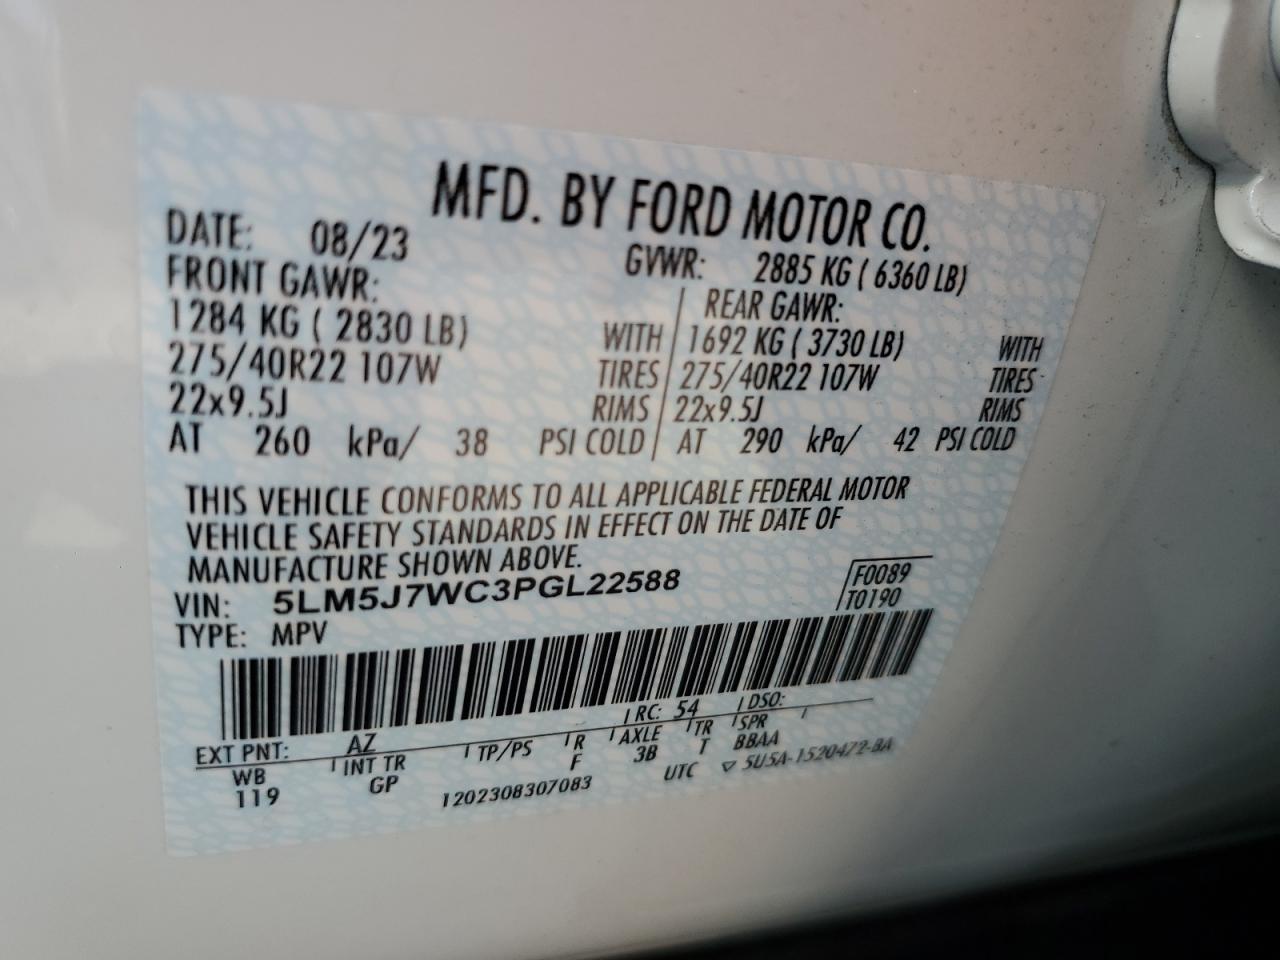 MFD. BY FORD MOTOR CO.
DATE: 08/23 GVWR: 2885 KG ( 6360 LB)
FRONT GAWR: REAR GAWR:
1284 KG ( 2830 LB) WITH 1692 KG ( 3730 LB) WITH
275/40R22 107W TIRES 275/40R22 107W TIRES
22x9.5J RIMS 22x9.5J RIMS
AT 260 kPa/ 38 PSI COLD AT 290 kPa/ 42 PSI COLD
THIS VEHICLE CONFORMS TO ALL APPLICABLE FEDERAL MOTOR
VEHICLE SAFETY STANDARDS IN EFFECT ON THE DATE OF
MANUFACTURE SHOWN ABOVE.
VIN: 5LM5J7WC3PGL22588 F0089
TYPE: MPV T0190
EXT PNT: AZ RC: 54 DSO:
WB INT TR TP/PS R AXLE TR SPR
119 GP F 3B T BBAA
1202308307083 UTC ▽ 5U5A-1520472-BA